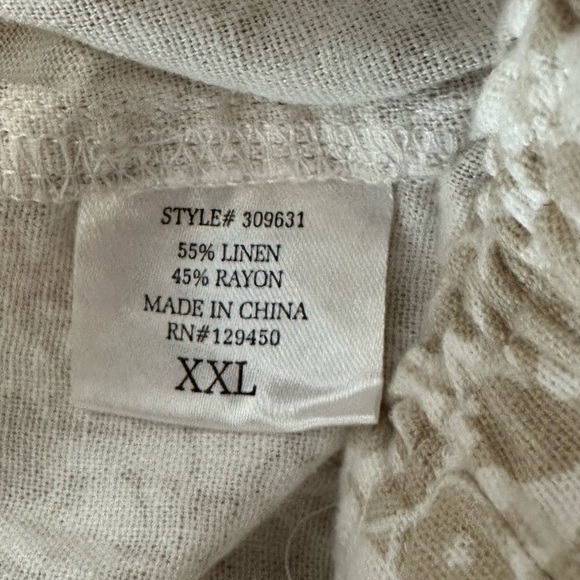 STYLE# 309631
55% LINEN
45% RAYON
MADE IN CHINA
RN#129450
XXL